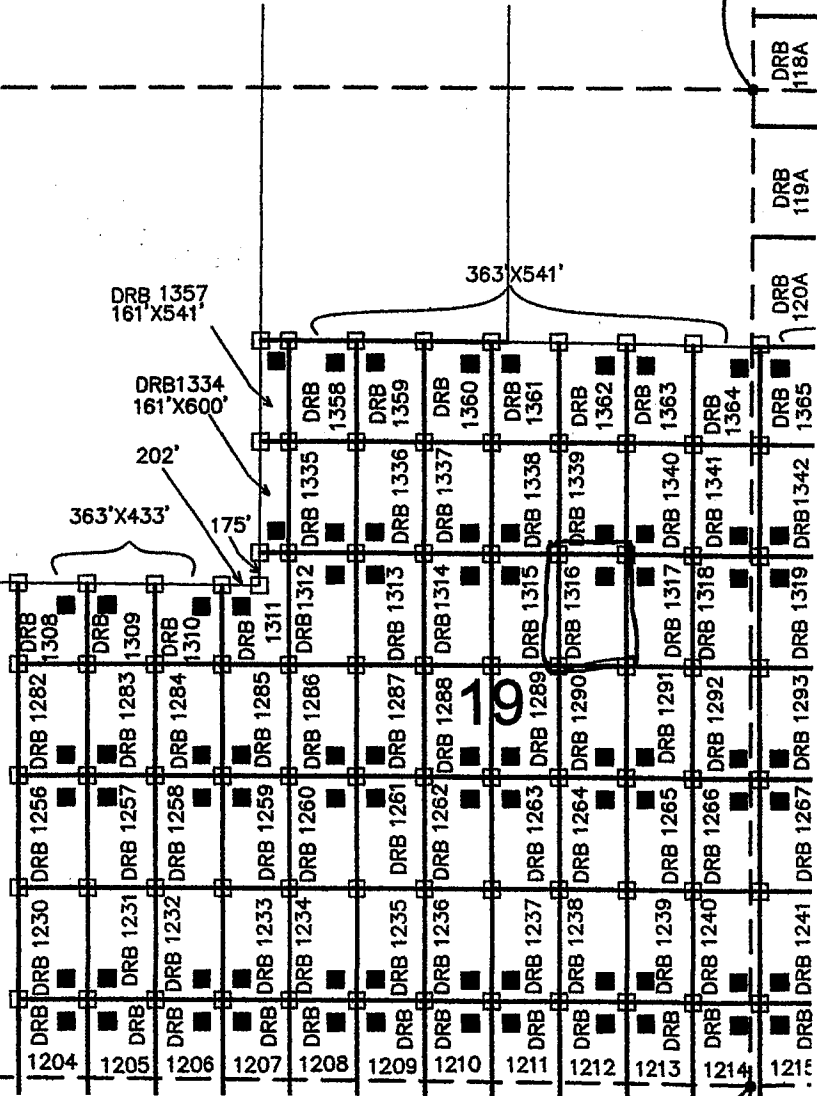 DRB
118A
DRB
119A
DRB
120A
363'X541'
DRB 1357
161'X541'
DRB1334
161'X600'
202'
363'X433'
175'
DRB
1358
DRB
1359
DRB
1360
DRB
1361
DRB
1362
DRB
1363
DRB
1364
DRB
1365
DRB 1335
DRB 1336
DRB 1337
DRB 1338
DRB 1339
DRB 1340
DRB 1341
DRB1342
DRB
1308
DRB
1309
DRB
1310
DRB
1311
DRB1312
DRB 1313
DRB 1314
DRB 1315
DRB 1316
DRB 1317
DRB 1318
DRB 1319
DRB 1282
DRB 1283
DRB 1284
DRB 1285
DRB 1286
DRB 1287
DRB 1288
19
DRB 1289
DRB 1290
DRB 1291
DRB 1292
DRB 1293
DRB 1256
DRB 1257
DRB 1258
DRB 1259
DRB 1260
DRB 1261
DRB 1262
DRB 1263
DRB 1264
DRB 1265
DRB 1266
DRB 1267
DRB 1230
DRB 1231
DRB 1232
DRB 1233
DRB 1234
DRB 1235
DRB 1236
DRB 1237
DRB 1238
DRB 1239
DRB 1240
DRB 1241
DRB
1204
DRB
1205
DRB
1206
DRB
1207
DRB
1208
DRB
1209
DRB
1210
DRB
1211
DRB
1212
DRB
1213
DRB
1214
DRB
1215